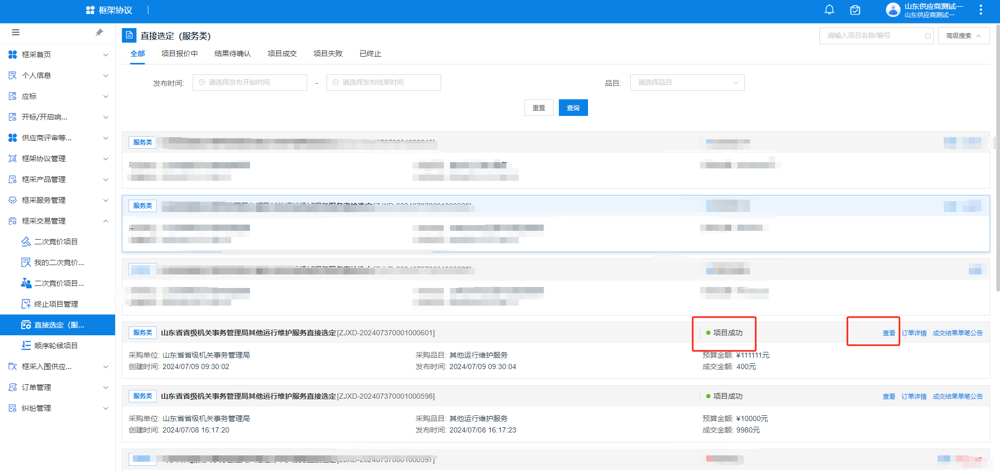 框架协议
山东供应商测试一
山东供应商测试一
框采首页
个人信息
应标
开标/开启响...
供应商评审等...
框架协议管理
框采产品管理
框采服务管理
框采交易管理
二次竞价项目
我的二次竞价...
二次竞价项目...
终止项目管理
直接选定（服...
顺序轮候项目
框采入围供应...
订单管理
纠纷管理
直接选定（服务类）
请输入项目名称/编号
高级搜索
全部 项目报价中 结果待确认 项目成交 项目失败 已终止
发布时间: 请选择发布开始时间 - 请选择发布结束时间 品目: 请选择品目
重置 查询
服务类
服务类
服务类 山东省省级机关事务管理局其他运行维护服务直接选定[ZJXD-202407370001000601] 项目成功 查看 订单详情 成交结果单笔公告
采购单位: 山东省省级机关事务管理局 采购品目: 其他运行维护服务 预算金额: ¥111111元
创建时间: 2024/07/09 09:30:02 发布时间: 2024/07/09 09:30:04 成交金额: 400元
服务类 山东省省级机关事务管理局其他运行维护服务直接选定[ZJXD-202407370001000598] 项目成功 查看 订单详情 成交结果单笔公告
采购单位: 山东省省级机关事务管理局 采购品目: 其他运行维护服务 预算金额: ¥10000元
创建时间: 2024/07/08 16:17:20 发布时间: 2024/07/08 16:17:23 成交金额: 9980元
[ZJXD-202407370001000597]